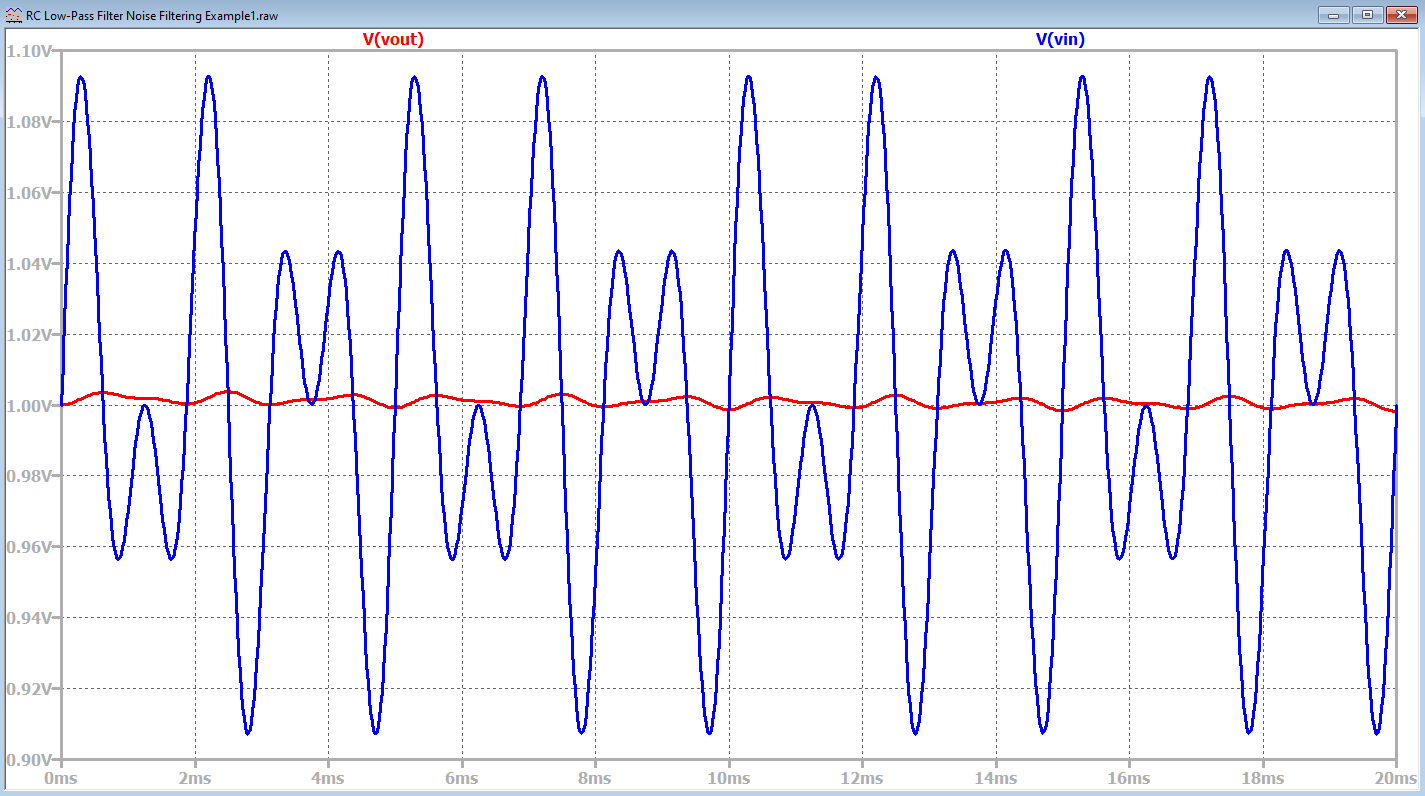 RC Low-Pass Filter Noise Filtering Example1.raw
V(vout) V(vin)
1.10V
1.08V
1.06V
1.04V
1.02V
1.00V
0.98V
0.96V
0.94V
0.92V
0.90V
0ms 2ms 4ms 6ms 8ms 10ms 12ms 14ms 16ms 18ms 20ms